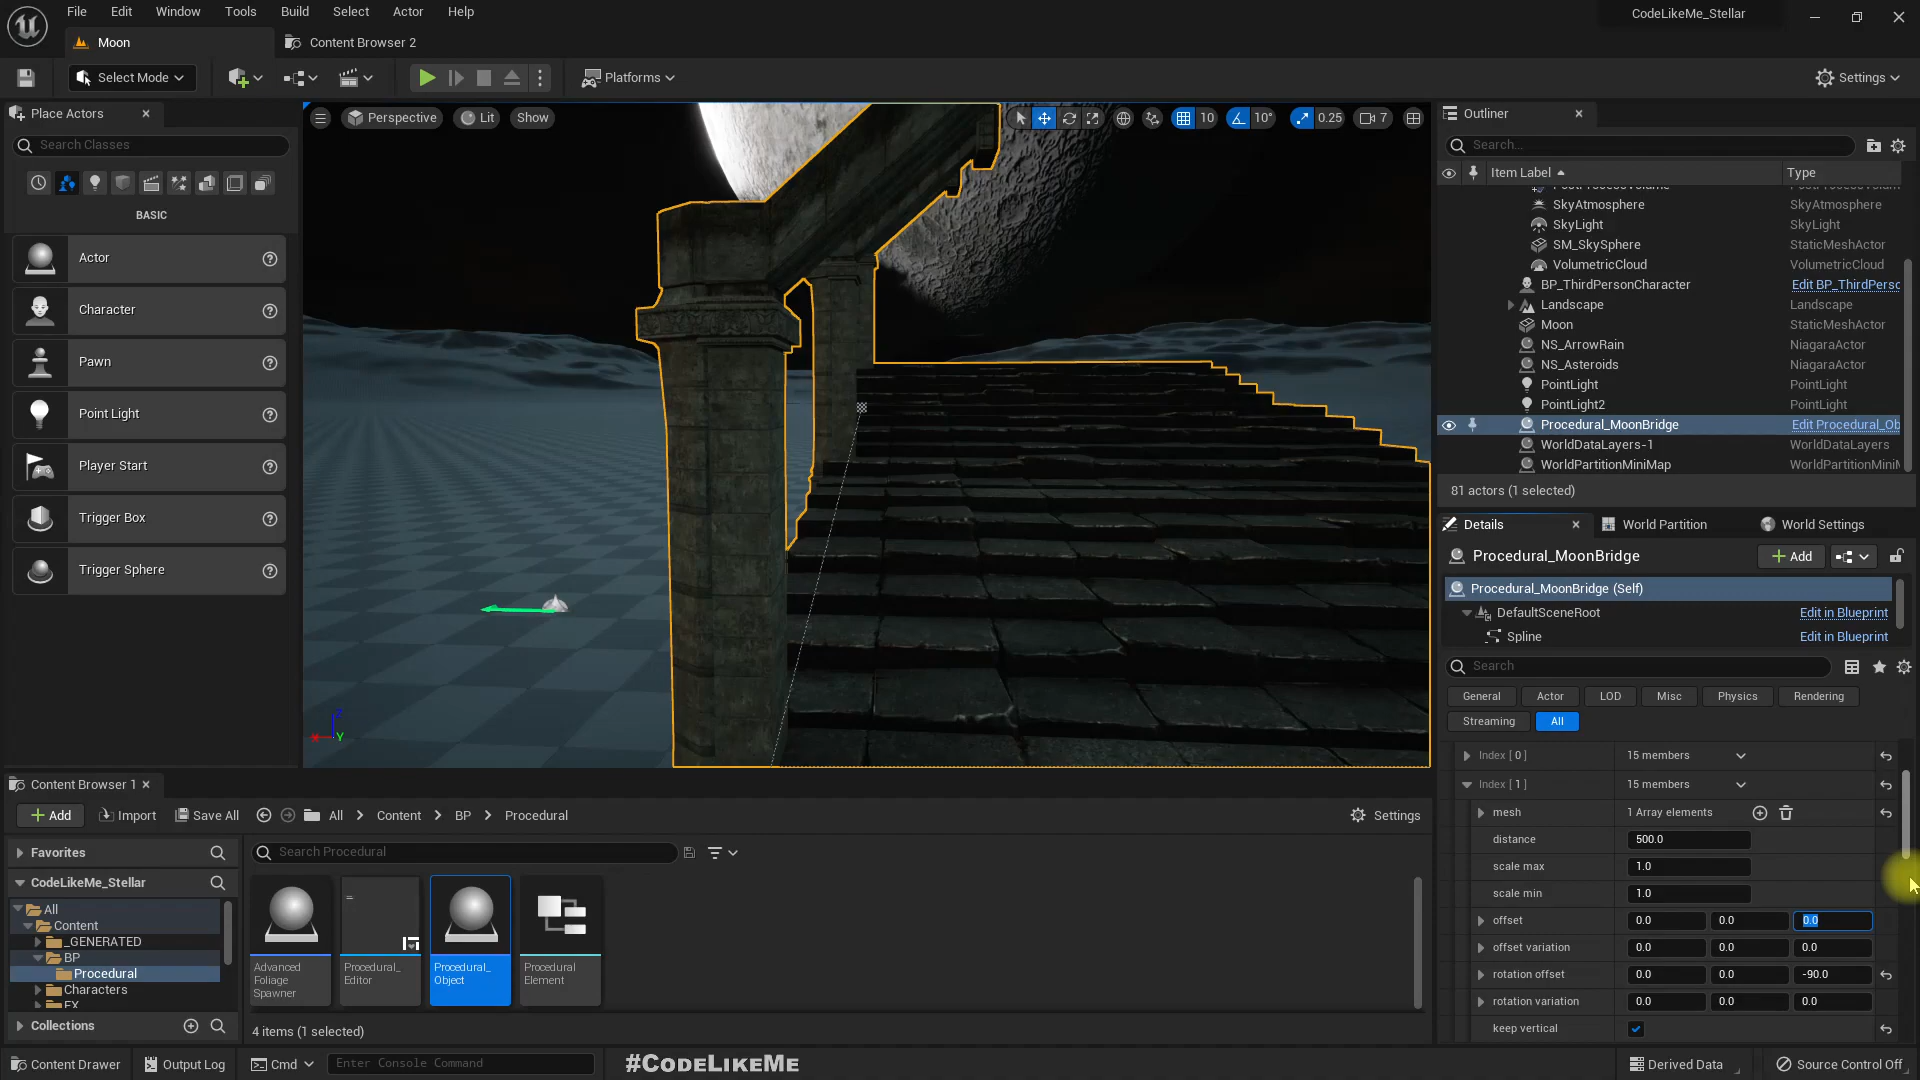 File Edit Window Tools Build Select Actor Help
CodeLikeMe_Stellar
Moon
Content Browser 2
Select Mode
Platforms
Settings
Place Actors
Search Classes
BASIC
Actor
Character
Pawn
Point Light
Player Start
Trigger Box
Trigger Sphere
Perspective
Lit
Show
10
10°
0.25
7
Z
X
Y
Outliner
Search...
Item Label
Type
SkyAtmosphere SkyAtmosphere
SkyLight SkyLight
SM_SkySphere StaticMeshActor
VolumetricCloud VolumetricCloud
BP_ThirdPersonCharacter Edit BP_ThirdPerso
Landscape Landscape
Moon StaticMeshActor
NS_ArrowRain NiagaraActor
NS_Asteroids NiagaraActor
PointLight PointLight
PointLight2 PointLight
Procedural_MoonBridge Edit Procedural_Ob
WorldDataLayers-1 WorldDataLayers
WorldPartitionMiniMap WorldPartitionMini
81 actors (1 selected)
Details
World Partition
World Settings
Procedural_MoonBridge
Add
Procedural_MoonBridge (Self)
DefaultSceneRoot Edit in Blueprint
Spline Edit in Blueprint
Search
General Actor LOD Misc Physics Rendering
Streaming All
Index [ 0 ] 15 members
Index [ 1 ] 15 members
mesh 1 Array elements
distance 500.0
scale max 1.0
scale min 1.0
offset 0.0 0.0 0.0
offset variation 0.0 0.0 0.0
rotation offset 0.0 0.0 -90.0
rotation variation 0.0 0.0 0.0
keep vertical
Content Browser 1
Add
Import
Save All
All
Content
BP
Procedural
Settings
Favorites
CodeLikeMe_Stellar
All
Content
_GENERATED
BP
Procedural
Characters
FX
Collections
Search Procedural
Advanced
Foliage
Spawner
Procedural_
Editor
Procedural_
Object
Procedural
Element
4 items (1 selected)
Content Drawer
Output Log
Cmd
Enter Console Command
#CodeLikeMe
Derived Data
Source Control Off